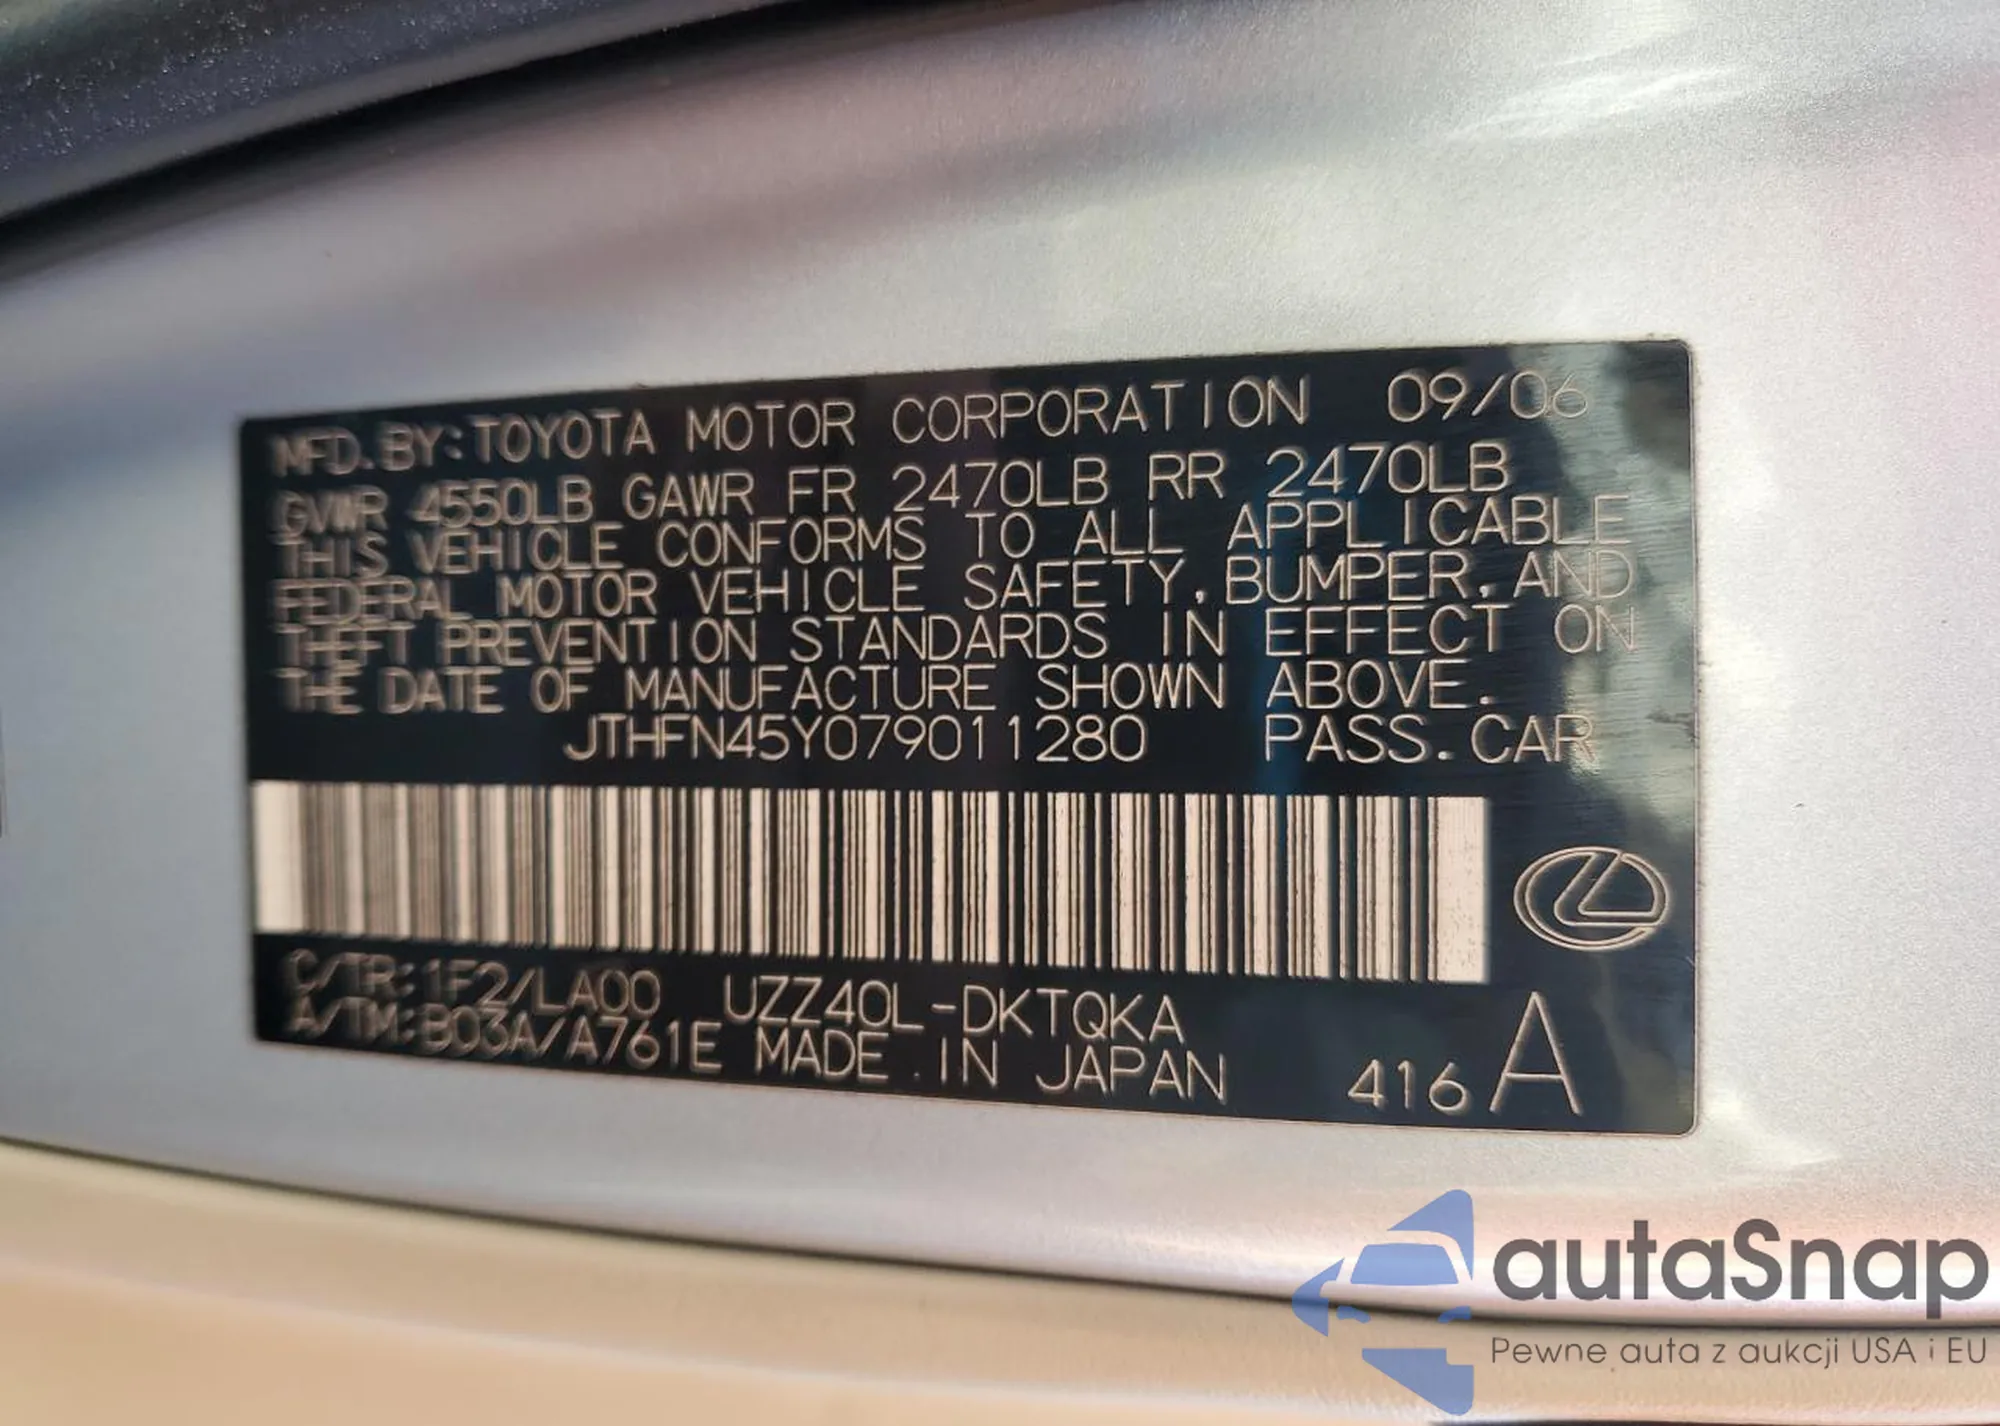 MFD. BY: TOYOTA MOTOR CORPORATION 09/06
GVWR 4550LB GAWR FR 2470LB RR 2470LB
THIS VEHICLE CONFORMS TO ALL APPLICABLE
FEDERAL MOTOR VEHICLE SAFETY, BUMPER, AND
THEFT PREVENTION STANDARDS IN EFFECT ON
THE DATE OF MANUFACTURE SHOWN ABOVE.
JTHFN45Y079011280 PASS. CAR
C/TR: 1F2/LA00 UZZ40L-DKTQKA
A/TM: B03A/A761E MADE IN JAPAN 416 A
autaSnap
Pewne auta z aukcji USA i EU